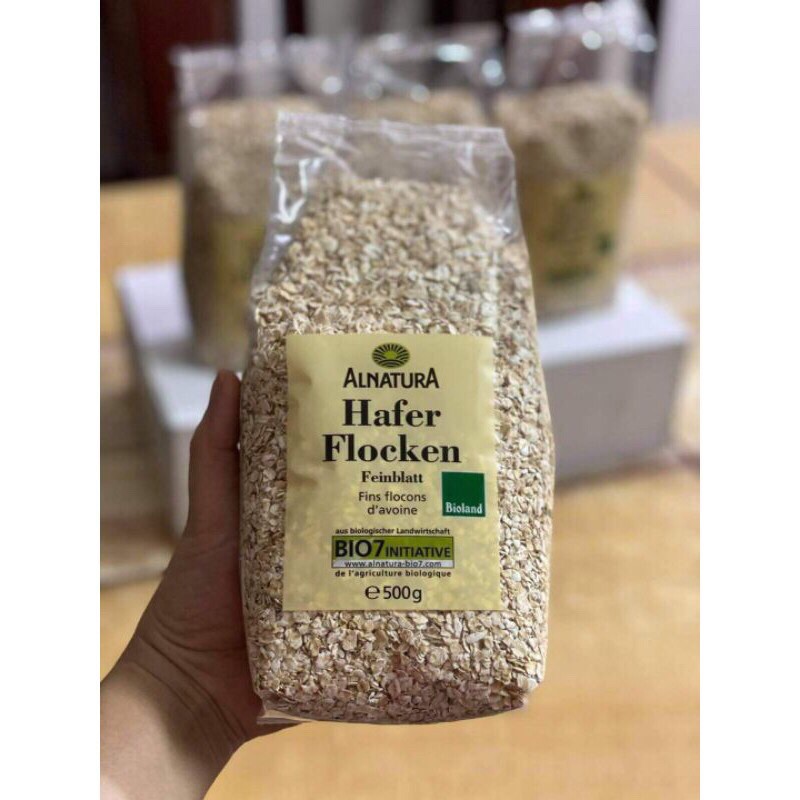 ALNATURA
Hafer
Flocken
Feinblatt
Fins flocons
d'avoine
Bioland
aus biologischer Landwirtschaft
BIO7INITIATIVE
www.alnatura-bio7.com
de l'agriculture biologique
℮500g